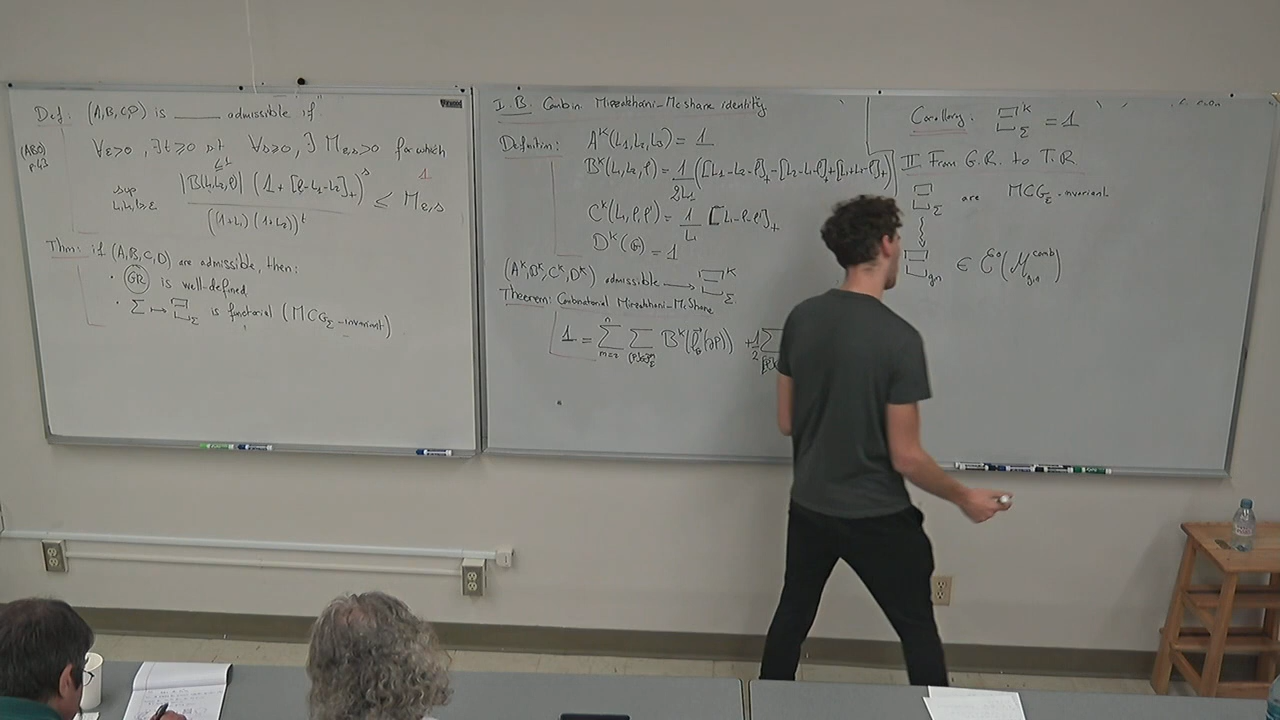 Def: (A,B,C,D) is ____ admissible if
(ABO) p.43
∀ε>0, ∃t≥0 st ∀s≥0, ∃ M_{ε,s}>0 for which
sup_{L₁,L₂,ℓ≥ε} |B(L₁,L₂,ℓ)| (1+[ℓ-L₁-L₂]₊)^s / ((1+L₁)(1+L₂))^t ≤ M_{ε,s}
Thm: if (A,B,C,D) are admissible, then:
• (GR) is well-defined
• Σ ↦ Ξ_Σ is functorial (MCG_Σ-invariant)
I.B. Combin. Mirzakhani-McShane identity
Definition: A^K(L₁,L₂,L₃) = 1
B^K(L₁,L₂,ℓ) = 1/(2L₁) ([L₁-L₂-ℓ]₊ - [L₂-L₁-ℓ]₊ + [L₁+L₂-ℓ]₊)
C^K(L₁,ℓ,ℓ') = 1/L₁ [L₁-ℓ-ℓ']₊
D^K(G) = 1
(A^K,B^K,C^K,D^K) admissible → Ξ^K_Σ
Theorem: Combinatorial Mirzakhani-McShane
1 = Σ_{m=2}^n Σ B^K(ℓ_G(∂P)) + 1/2 Σ
Corollary: Ξ^K_Σ = 1
II From G.R. to T.R
Ξ_Σ are MCG_Σ-invariant
Ξ_{g,n} ∈ C⁰(M^{comb}_{g,n})